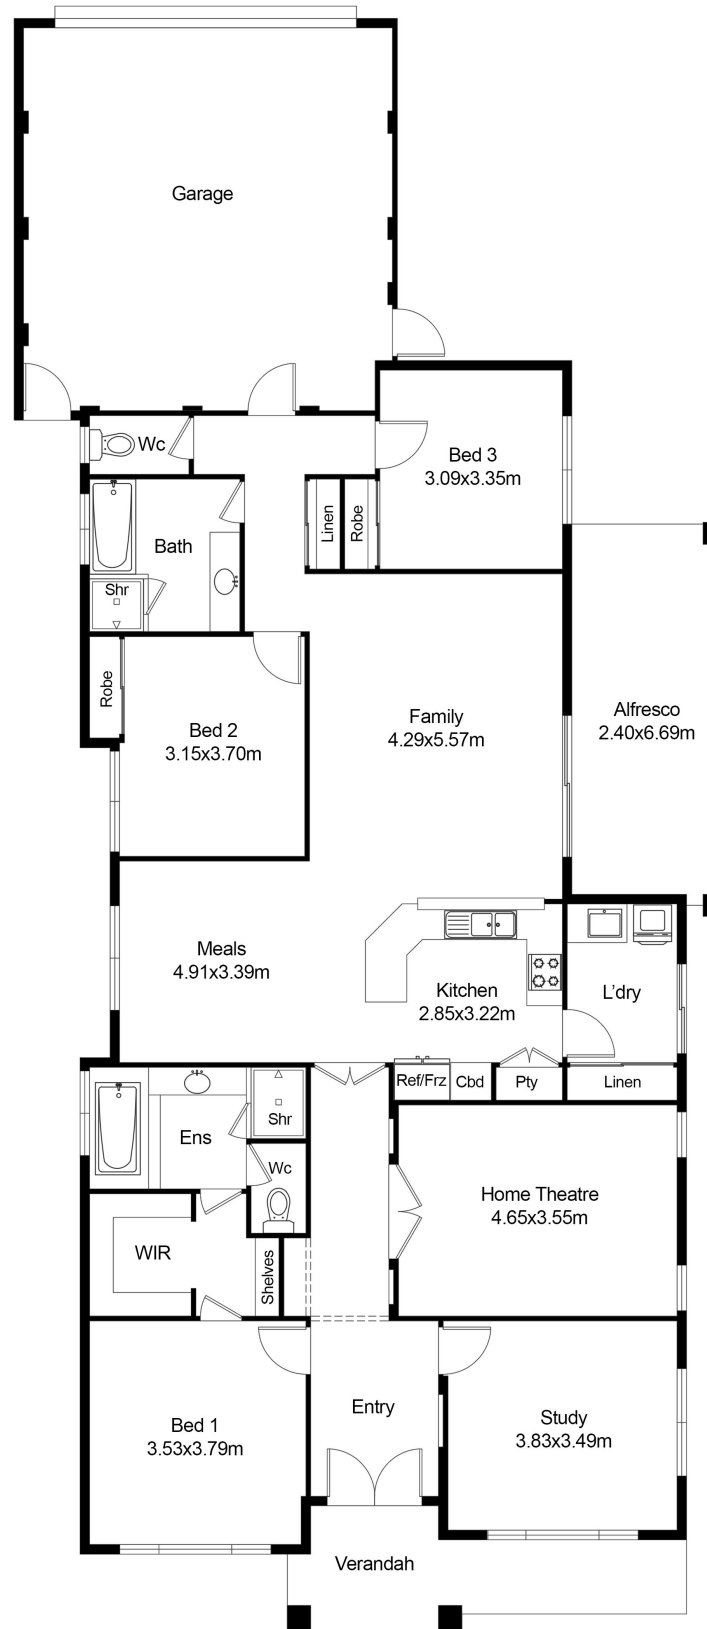 Garage
Wc
Bed 3
3.09x3.35m
Linen
Robe
Bath
Shr
Robe
Bed 2
3.15x3.70m
Family
4.29x5.57m
Alfresco
2.40x6.69m
Meals
4.91x3.39m
Kitchen
2.85x3.22m
L’dry
Ref/Frz
Cbd
Pty
Linen
Shr
Ens
Wc
Home Theatre
4.65x3.55m
WIR
Shelves
Bed 1
3.53x3.79m
Entry
Study
3.83x3.49m
Verandah